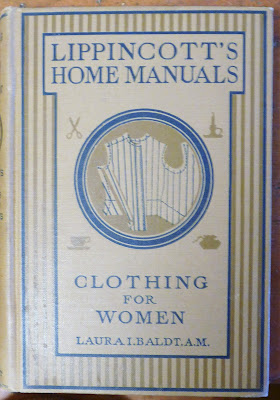 LIPPINCOTT'S
HOME MANUALS
CLOTHING
FOR
WOMEN
LAURA I. BALDT, A.M.